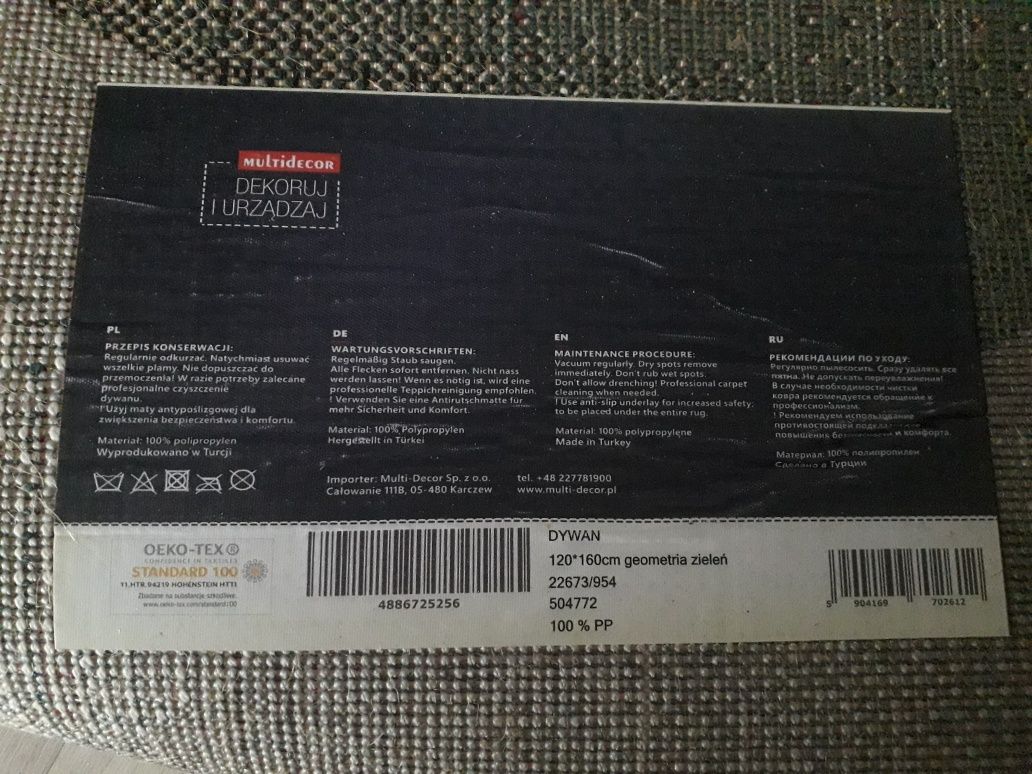 MULTIDECOR
DEKORUJ
I URZĄDZAJ
PL
PRZEPIS KONSERWACJI:
Regularnie odkurzać. Natychmiast usuwać
wszelkie plamy. Nie dopuszczać do
przemoczenia! W razie potrzeby zalecane
profesjonalne czyszczenie
dywanu.
! Użyj maty antypoślizgowej dla
zwiększenia bezpieczeństwa i komfortu.
Materiał: 100% polipropylen
Wyprodukowano w Turcji
DE
WARTUNGSVORSCHRIFTEN:
Regelmäßig Staub saugen.
Alle Flecken sofort entfernen. Nicht nass
werden lassen! Wenn es nötig ist, wird eine
professionelle Teppichreinigung empfohlen.
! Verwenden Sie eine Antirutschmatte für
mehr Sicherheit und Komfort.
Material: 100% Polypropylen
Hergestellt in Türkei
EN
MAINTENANCE PROCEDURE:
Vacuum regularly. Dry spots remove
immediately. Don't rub wet spots.
Don't allow drenching! Professional carpet
cleaning when needed.
! Use anti-slip underlay for increased safety:
to be placed under the entire rug.
Material: 100% polypropylene
Made in Turkey
RU
РЕКОМЕНДАЦИИ ПО УХОДУ:
Регулярно пылесосить. Сразу удалять все
пятна. Не допускать переувлажнения!
В случае необходимости чистки
ковра рекомендуется обращение к
профессионализм.
! Рекомендуем использование
противостоящей
повышение и комфорта.
Материал: 100% полипропилен
Сделано в Турции
Importer: Multi-Decor Sp. z o.o.
Całowanie 111B, 05-480 Karczew
tel. +48 227781900
www.multi-decor.pl
OEKO-TEX®
CONFIDENCE IN TEXTILES
STANDARD 100
11.HTR.94219 HOHENSTEIN HTTI
Zbadane na substancje szkodliwe.
www.oeko-tex.com/standard100
4886725256
DYWAN
120*160cm geometria zieleń
22673/954
504772
100 % PP
5 904169 702612